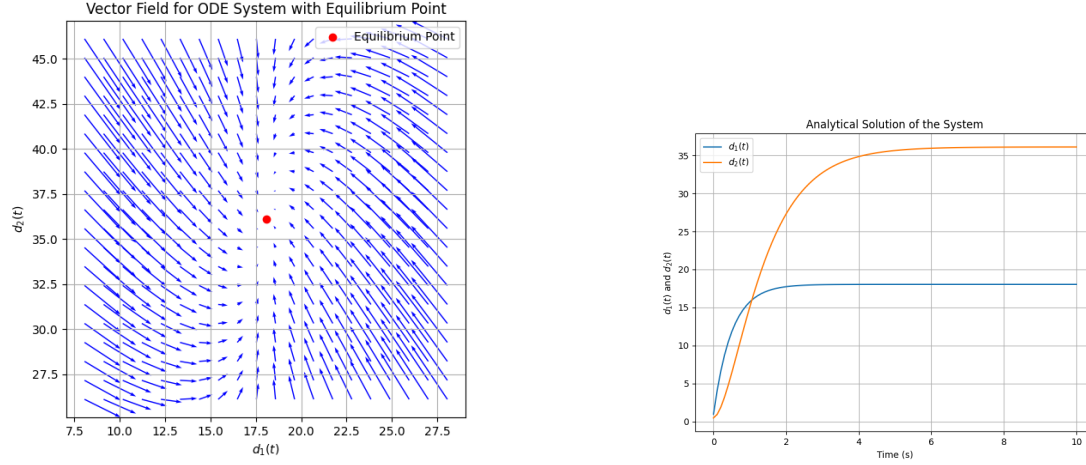 Vector Field for ODE System with Equilibrium Point
Equilibrium Point
45.0
42.5
40.0
37.5
35.0
32.5
30.0
27.5
d₂(t)
7.5 10.0 12.5 15.0 17.5 20.0 22.5 25.0 27.5
d₁(t)
Analytical Solution of the System
d₁(t)
d₂(t)
35
30
25
20
15
10
5
0
d₁(t) and d₂(t)
0 2 4 6 8 10
Time (s)